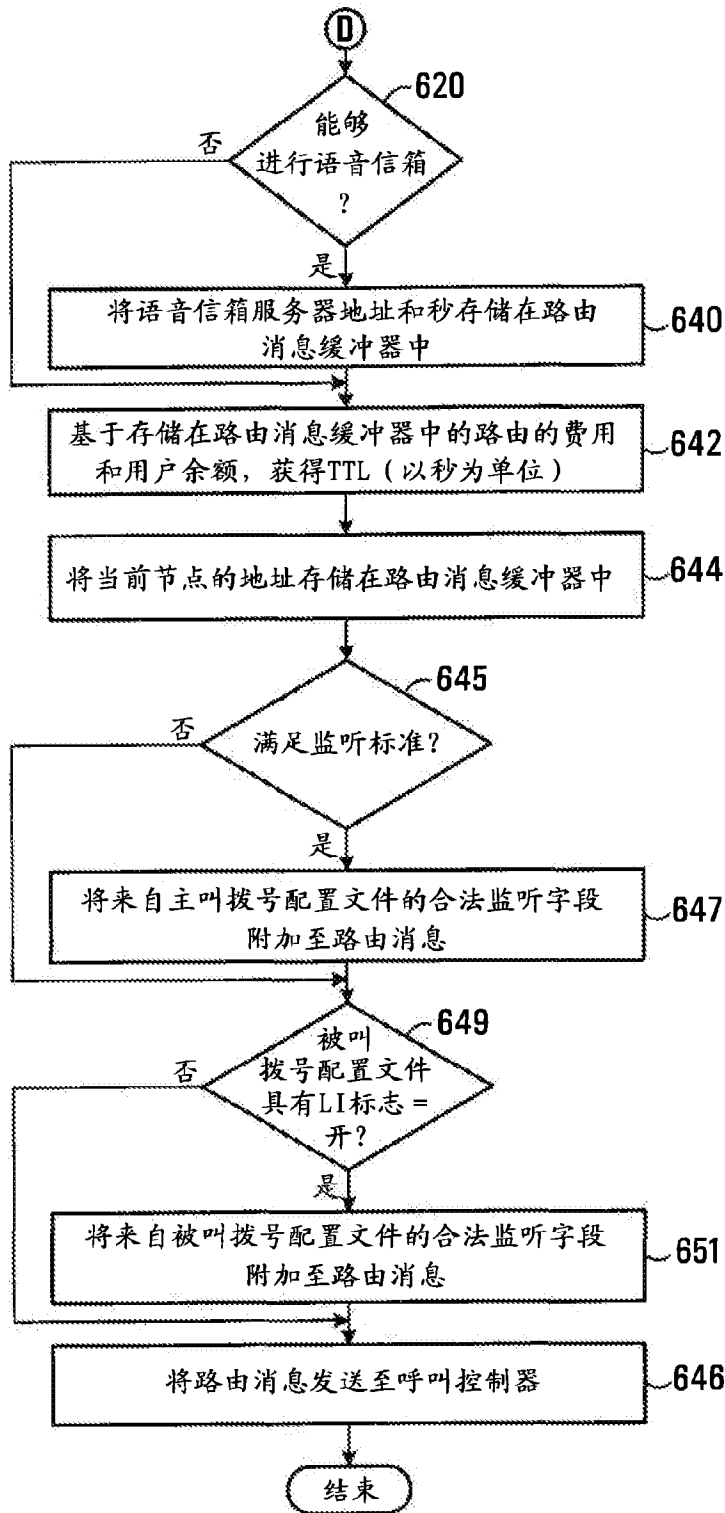 D
620
能够
进行语音信箱
?
否
是
将语音信箱服务器地址和秒存储在路由
消息缓冲器中
640
基于存储在路由消息缓冲器中的路由的费用
和用户余额，获得TTL（以秒为单位）
642
将当前节点的地址存储在路由消息缓冲器中
644
645
满足监听标准?
否
是
将来自主叫拨号配置文件的合法监听字段
附加至路由消息
647
649
被叫
拨号配置文件
具有LI标志=
开?
否
是
将来自被叫拨号配置文件的合法监听字段
附加至路由消息
651
将路由消息发送至呼叫控制器
646
结束